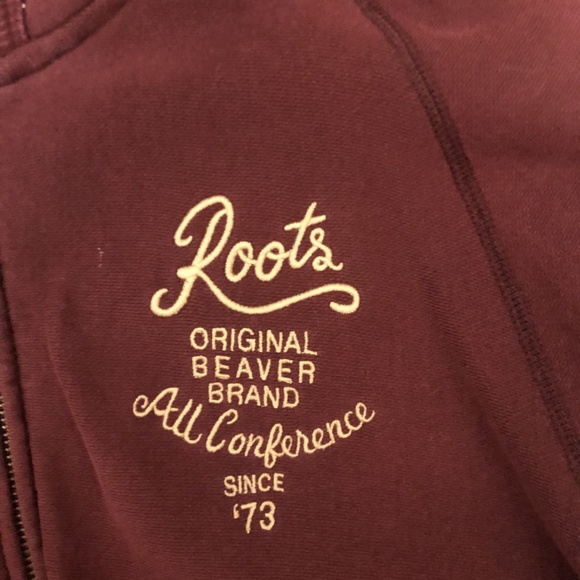 Roots
ORIGINAL
BEAVER
BRAND
All Conference
SINCE
'73